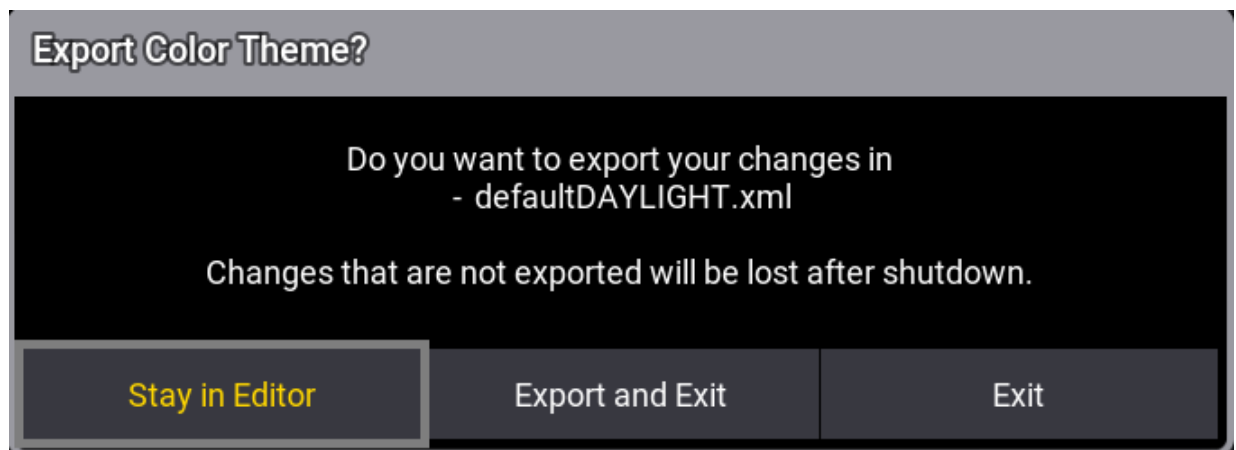 Export Color Theme?
Do you want to export your changes in
- defaultDAYLIGHT.xml
Changes that are not exported will be lost after shutdown.
Stay in Editor
Export and Exit
Exit